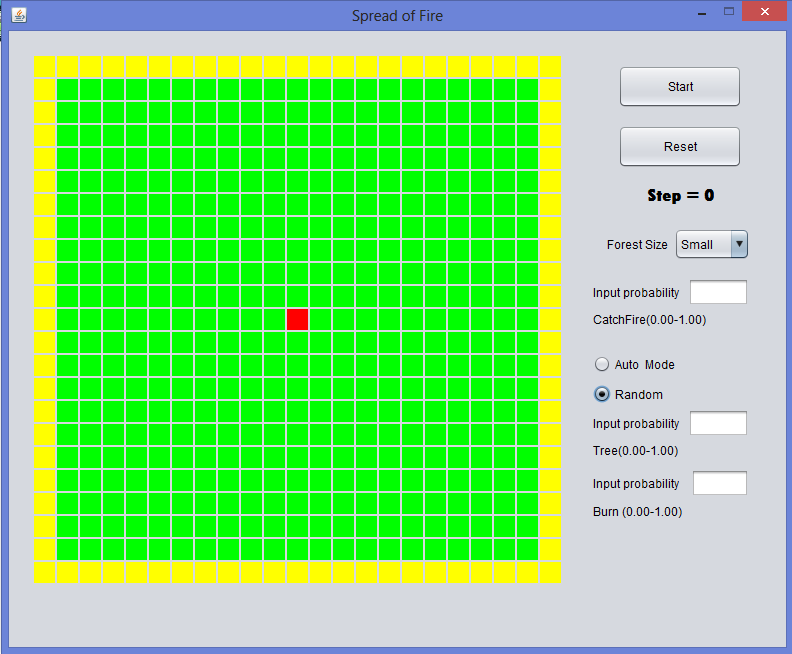 Spread of Fire
Start
Reset
Step = 0
Forest Size Small
Input probability
CatchFire(0.00-1.00)
Auto Mode
Random
Input probability
Tree(0.00-1.00)
Input probability
Burn (0.00-1.00)